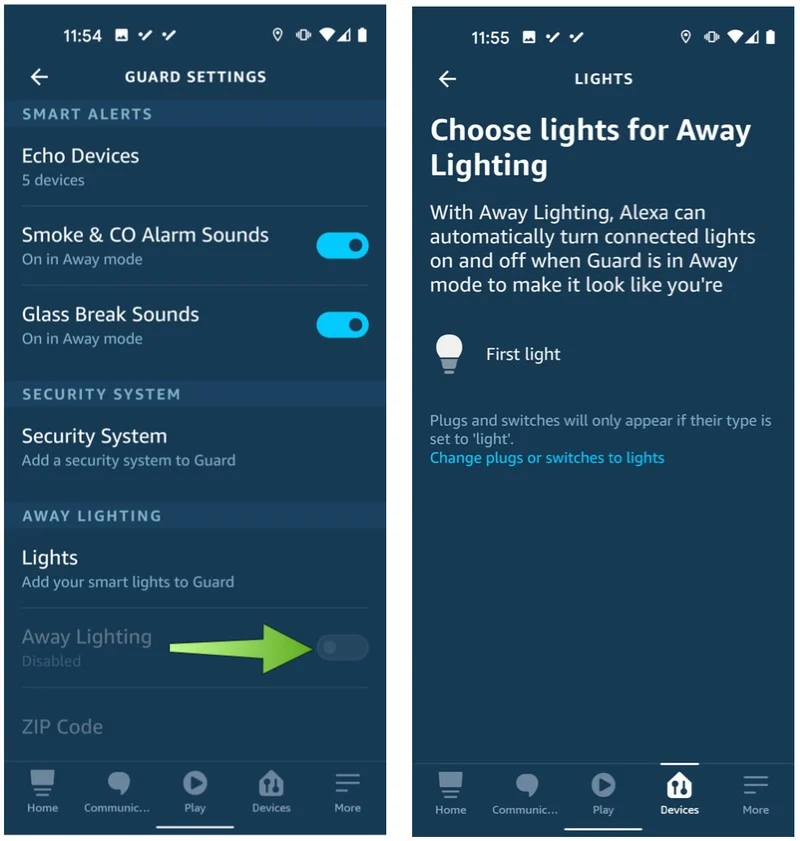 11:54
GUARD SETTINGS
SMART ALERTS
Echo Devices
5 devices
Smoke & CO Alarm Sounds
On in Away mode
Glass Break Sounds
On in Away mode
SECURITY SYSTEM
Security System
Add a security system to Guard
AWAY LIGHTING
Lights
Add your smart lights to Guard
Away Lighting
Disabled
ZIP Code
Home
Communic...
Play
Devices
More
11:55
LIGHTS
Choose lights for Away
Lighting
With Away Lighting, Alexa can
automatically turn connected lights
on and off when Guard is in Away
mode to make it look like you're
First light
Plugs and switches will only appear if their type is
set to 'light'.
Change plugs or switches to lights
Home
Communic...
Play
Devices
More